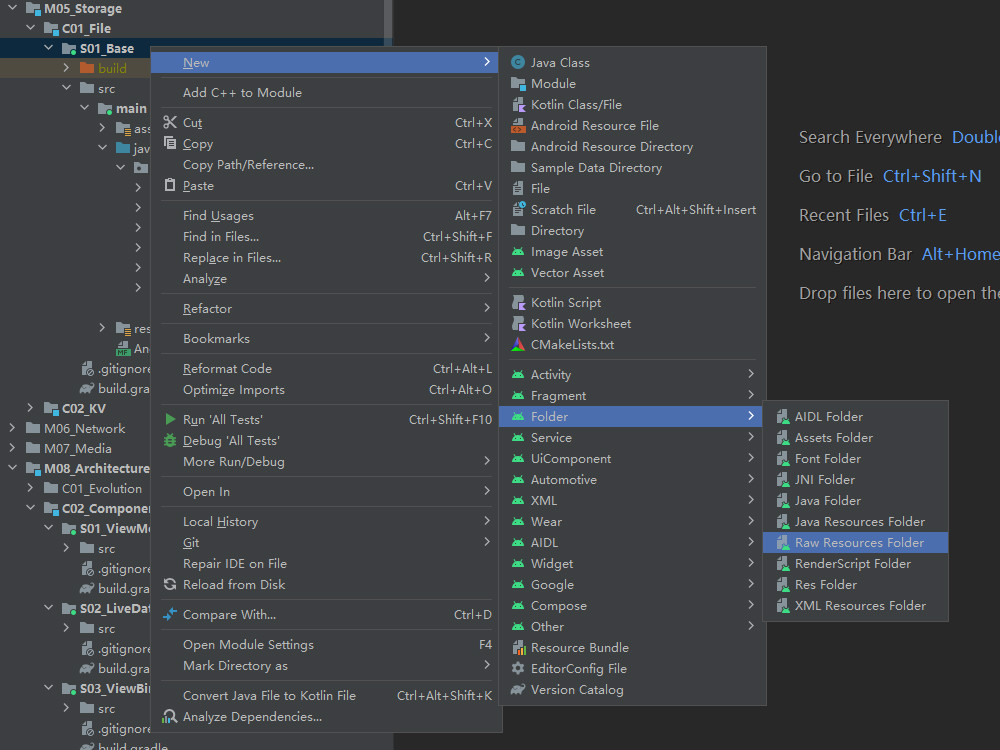 M05_Storage
C01_File
S01_Base
build
src
main
ass
jav
res
An
.gitignore
build.gra
C02_KV
M06_Network
M07_Media
M08_Architecture
C01_Evolution
C02_Componen
S01_ViewMo
src
.gitignore
build.gra
S02_LiveDat
src
.gitignore
build.gra
S03_ViewBin
src
.gitignore
build.gradle
New
Add C++ to Module
Cut Ctrl+X
Copy Ctrl+C
Copy Path/Reference...
Paste Ctrl+V
Find Usages Alt+F7
Find in Files... Ctrl+Shift+F
Replace in Files... Ctrl+Shift+R
Analyze
Refactor
Bookmarks
Reformat Code Ctrl+Alt+L
Optimize Imports Ctrl+Alt+O
Run 'All Tests' Ctrl+Shift+F10
Debug 'All Tests'
More Run/Debug
Open In
Local History
Git
Repair IDE on File
Reload from Disk
Compare With... Ctrl+D
Open Module Settings F4
Mark Directory as
Convert Java File to Kotlin File Ctrl+Alt+Shift+K
Analyze Dependencies...
Java Class
Module
Kotlin Class/File
Android Resource File
Android Resource Directory
Sample Data Directory
File
Scratch File Ctrl+Alt+Shift+Insert
Directory
Image Asset
Vector Asset
Kotlin Script
Kotlin Worksheet
CMakeLists.txt
Activity
Fragment
Folder
Service
UiComponent
Automotive
XML
Wear
AIDL
Widget
Google
Compose
Other
Resource Bundle
EditorConfig File
Version Catalog
AIDL Folder
Assets Folder
Font Folder
JNI Folder
Java Folder
Java Resources Folder
Raw Resources Folder
RenderScript Folder
Res Folder
XML Resources Folder
Search Everywhere Double
Go to File Ctrl+Shift+N
Recent Files Ctrl+E
Navigation Bar Alt+Home
Drop files here to open the